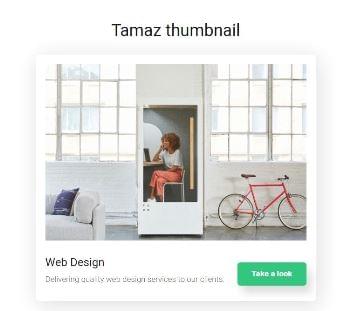 Tamaz thumbnail
Web Design
Delivering quality web design services to our clients.
Take a look